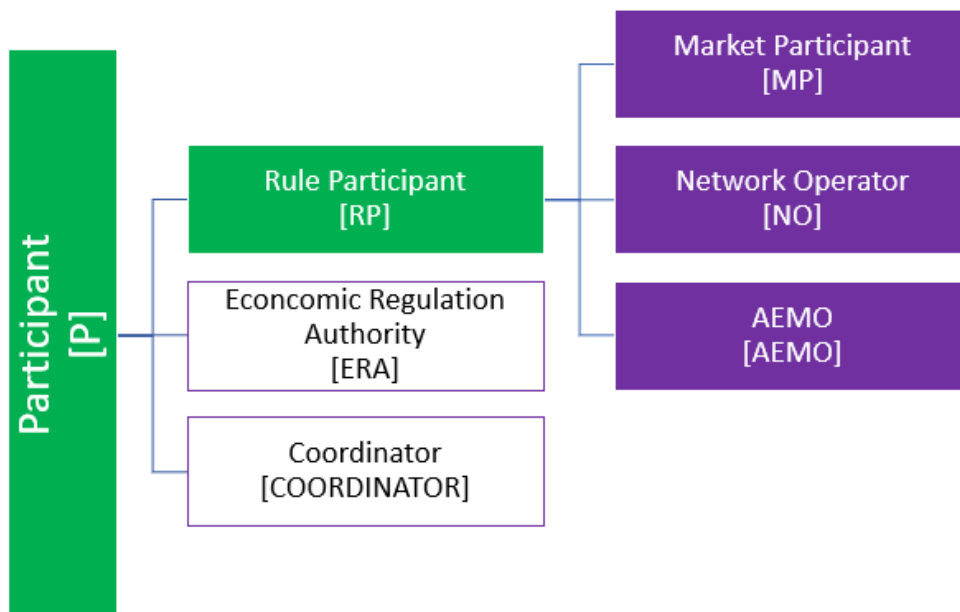 Participant
[P]
Rule Participant
[RP]
Econcomic Regulation
Authority
[ERA]
Coordinator
[COORDINATOR]
Market Participant
[MP]
Network Operator
[NO]
AEMO
[AEMO]